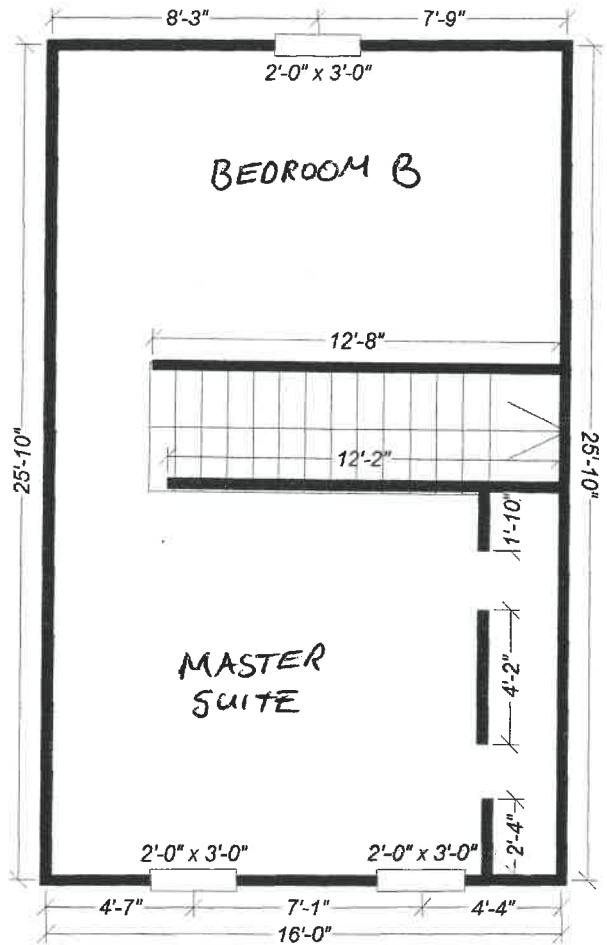 8'-3" 7'-9"
2'-0" x 3'-0"
BEDROOM B
12'-8"
25'-10"
12'-2"
25'-10"
1'-10"
MASTER
SUITE
4'-2"
2'-4"
2'-0" x 3'-0" 2'-0" x 3'-0"
4'-7" 7'-1" 4'-4"
16'-0"